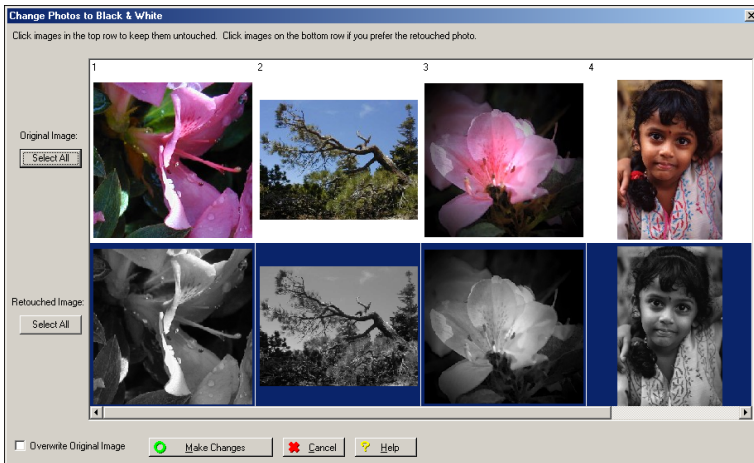 Change Photos to Black & White
Click images in the top row to keep them untouched. Click images on the bottom row if you prefer the retouched photo.
1 2 3 4
Original Image:
Select All
Retouched Image:
Select All
Overwrite Original Image
Make Changes
Cancel
? Help